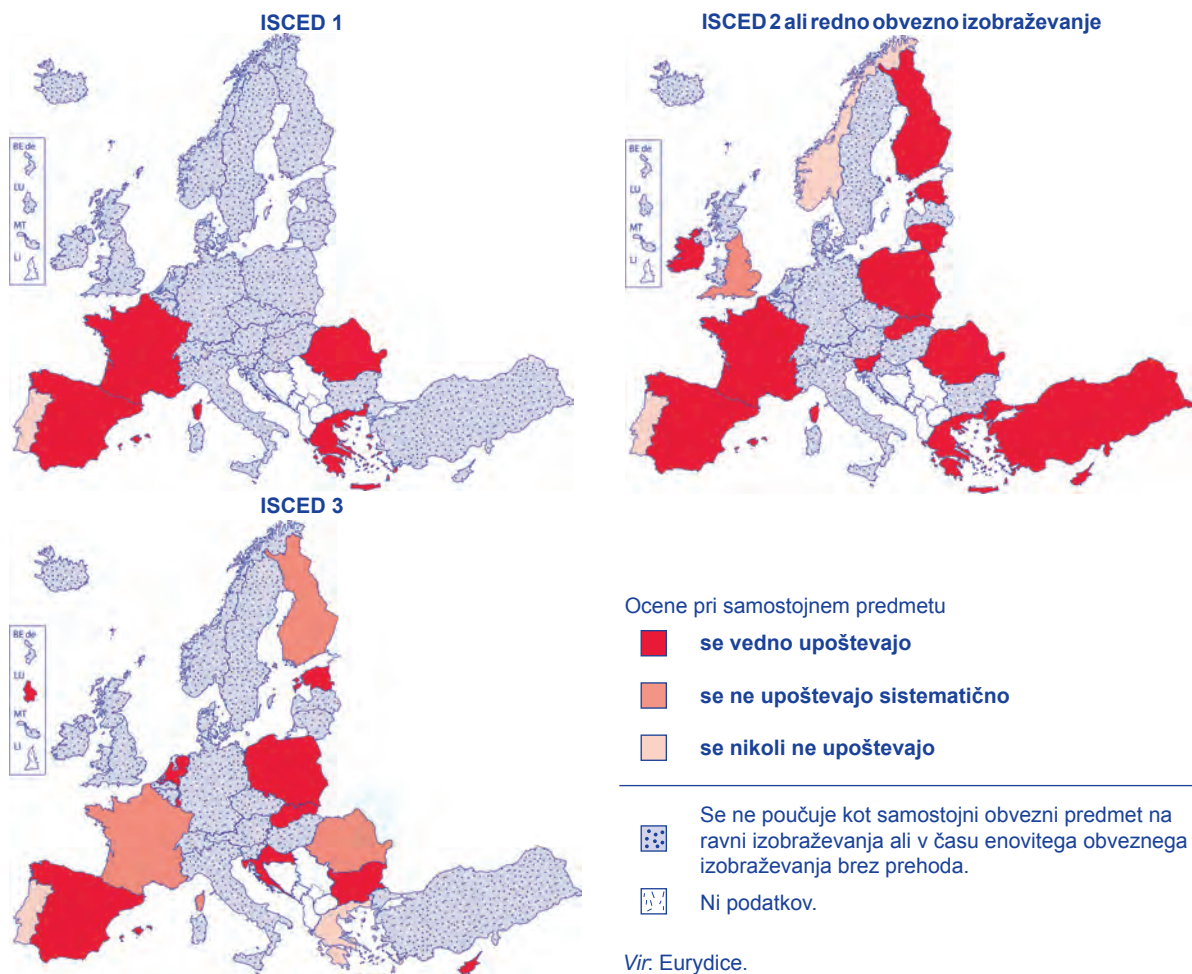 ISCED 1
BE de
LU
MT
LI
ISCED 2 ali redno obvezno izobraževanje
BE de
LU
MT
LI
ISCED 3
BE de
LU
MT
LI
Ocene pri samostojnem predmetu
se vedno upoštevajo
se ne upoštevajo sistematično
se nikoli ne upoštevajo
Se ne poučuje kot samostojni obvezni predmet na
ravni izobraževanja ali v času enovitega obveznega
izobraževanja brez prehoda.
Ni podatkov.
Vir: Eurydice.